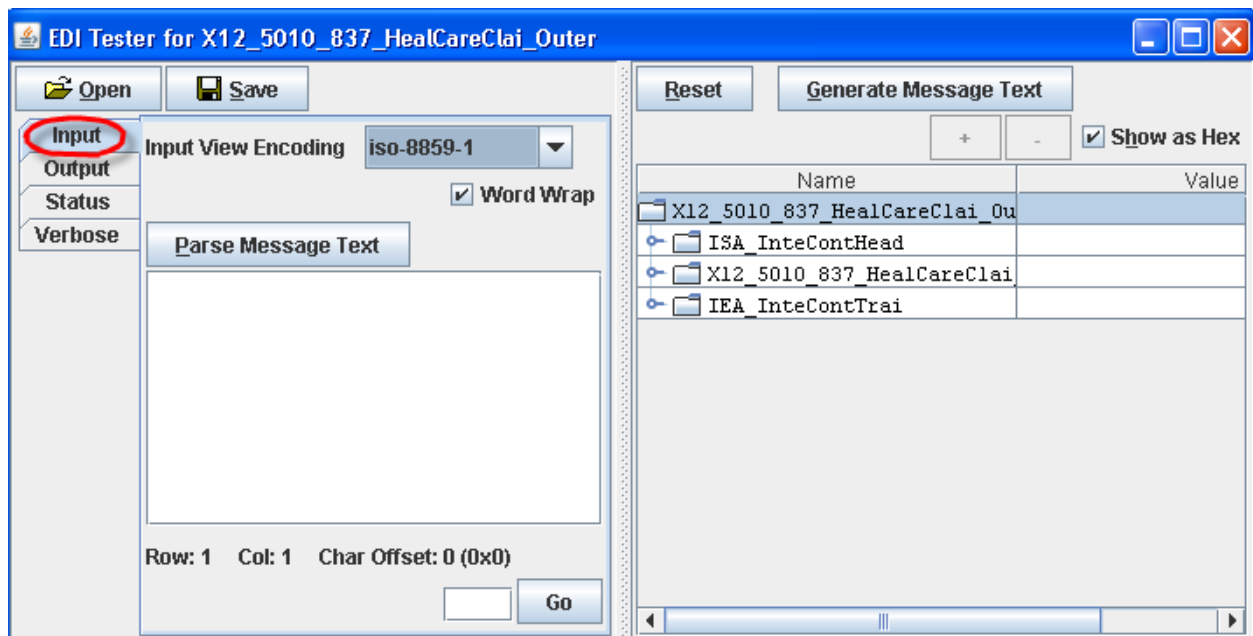 EDI Tester for X12_5010_837_HealCareClai_Outer
Open Save
Input
Output
Status
Verbose
Input View Encoding iso-8859-1
Word Wrap
Parse Message Text
Row: 1 Col: 1 Char Offset: 0 (0x0)
Go
Reset Generate Message Text
+ - Show as Hex
Name Value
X12_5010_837_HealCareClai_Ou
ISA_InteContHead
X12_5010_837_HealCareClai_
IEA_InteContTrai